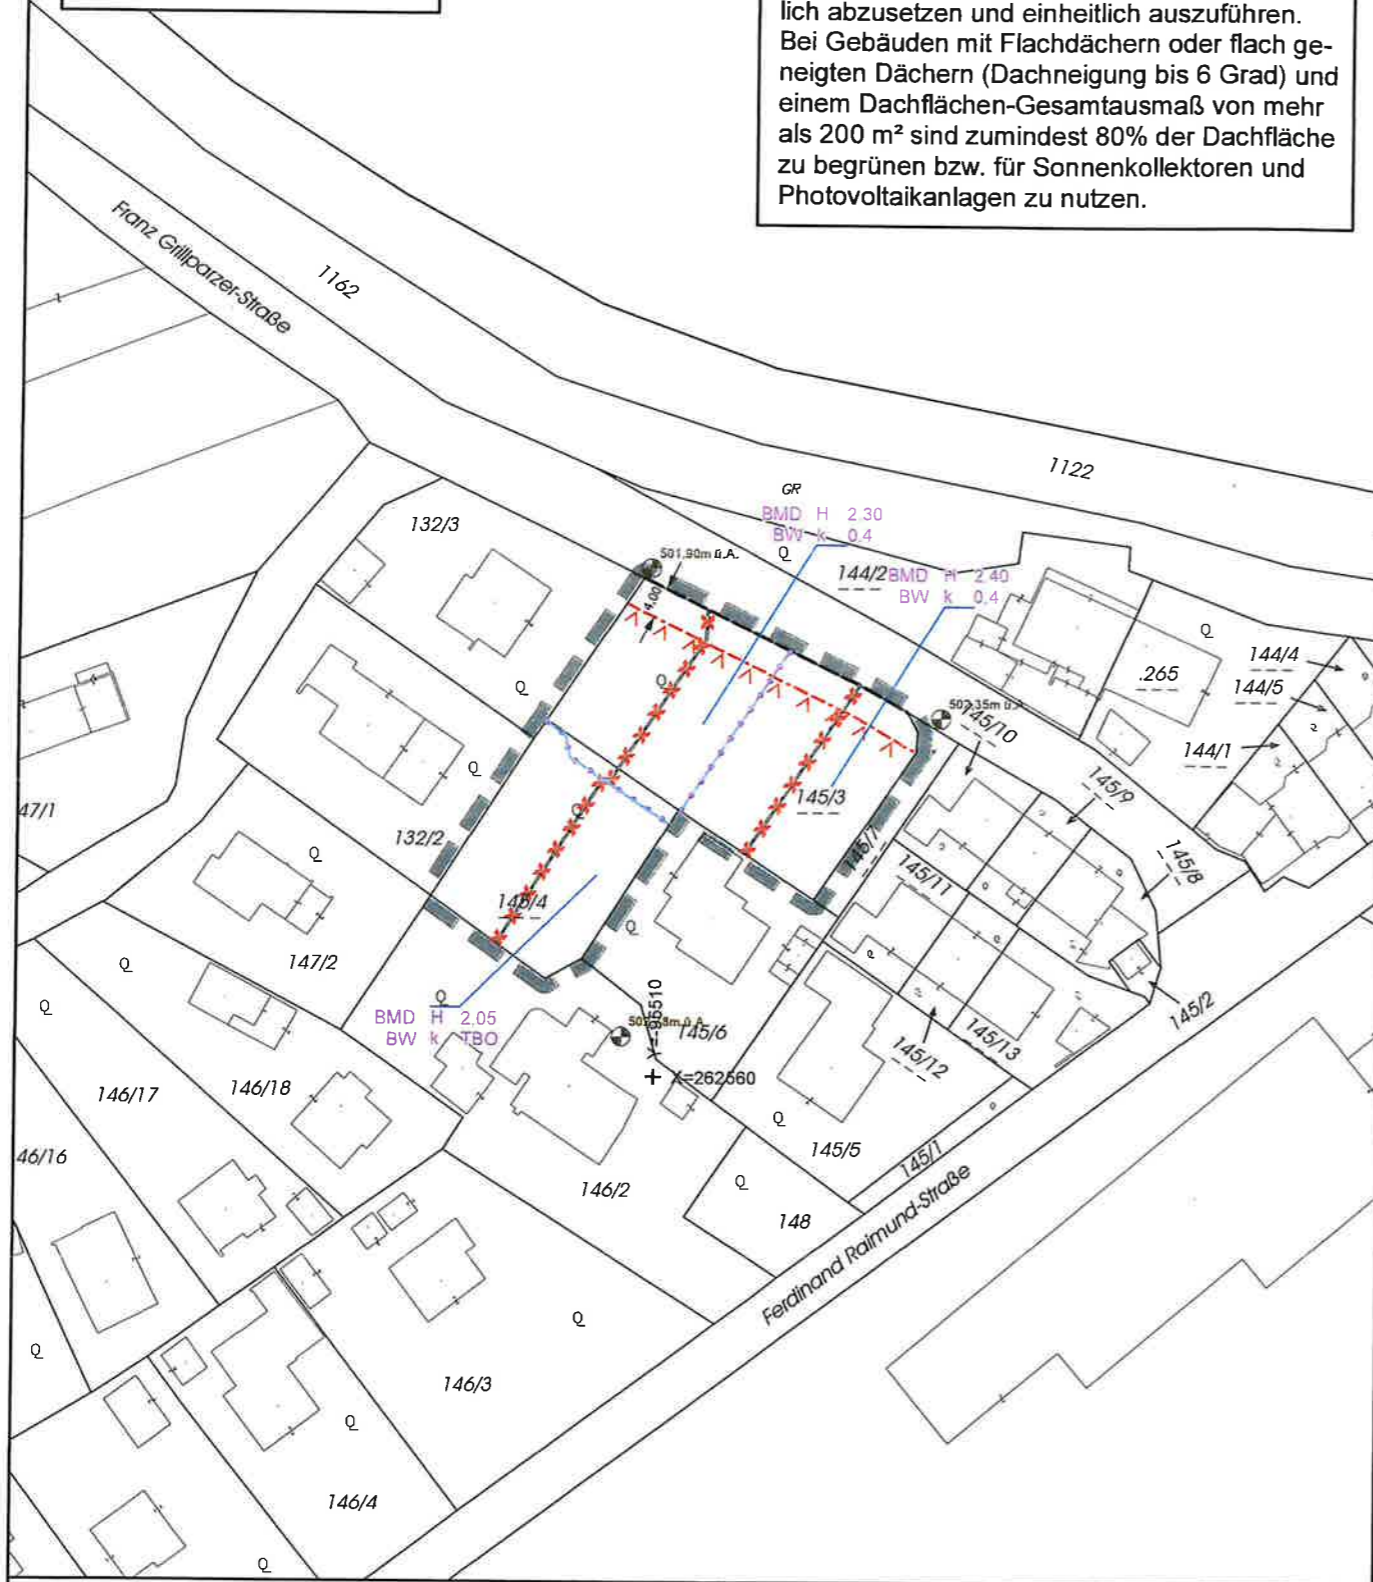 lich abzusetzen und einheitlich auszuführen.
Bei Gebäuden mit Flachdächern oder flach ge-
neigten Dächern (Dachneigung bis 6 Grad) und
einem Dachflächen-Gesamtausmaß von mehr
als 200 m² sind zumindest 80% der Dachfläche
zu begrünen bzw. für Sonnenkollektoren und
Photovoltaikanlagen zu nutzen.
Franz Grillparzer-Straße
1162
1122
GR
BMD H 2.30
BW k 0.4
132/3
501.90m ü.A.
144/2
BMD H 2.40
BW k 0.4
4.00
.265
144/4
144/5
144/1
502.35m ü.A
145/10
145/9
145/3
47/1
132/2
145/7
145/11
145/8
147/2
BMD H 2.05
BW k TBO
145/6
145/2
145/13
145/12
X=262560
146/17
146/18
46/16
145/5
145/1
146/2
148
Ferdinand Raimund-Straße
146/3
146/4